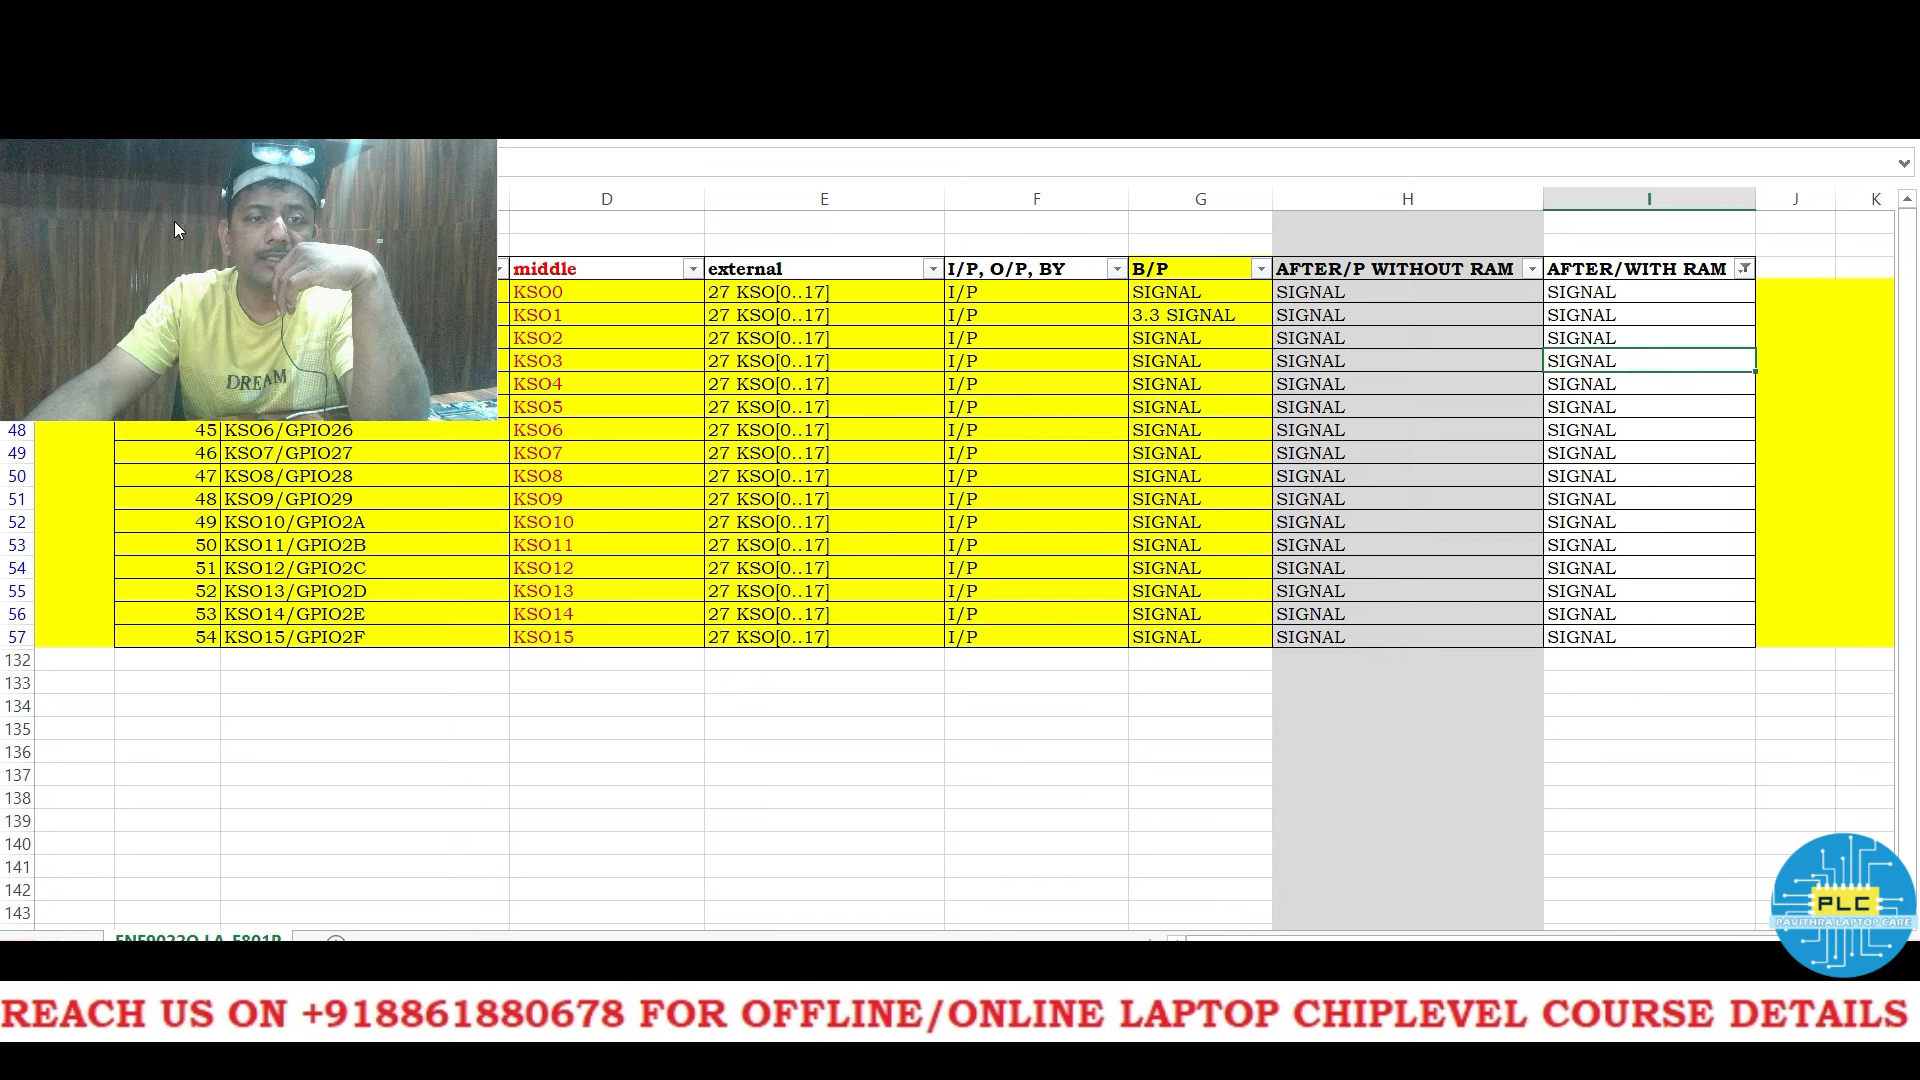 D E F G H I J K
middle external I/P, O/P, BY B/P AFTER/P WITHOUT RAM AFTER/WITH RAM
KSO0 27 KSO[0..17] I/P SIGNAL SIGNAL SIGNAL
KSO1 27 KSO[0..17] I/P 3.3 SIGNAL SIGNAL SIGNAL
KSO2 27 KSO[0..17] I/P SIGNAL SIGNAL SIGNAL
KSO3 27 KSO[0..17] I/P SIGNAL SIGNAL SIGNAL
KSO4 27 KSO[0..17] I/P SIGNAL SIGNAL SIGNAL
KSO5 27 KSO[0..17] I/P SIGNAL SIGNAL SIGNAL
48 45 KSO6/GPIO26 KSO6 27 KSO[0..17] I/P SIGNAL SIGNAL SIGNAL
49 46 KSO7/GPIO27 KSO7 27 KSO[0..17] I/P SIGNAL SIGNAL SIGNAL
50 47 KSO8/GPIO28 KSO8 27 KSO[0..17] I/P SIGNAL SIGNAL SIGNAL
51 48 KSO9/GPIO29 KSO9 27 KSO[0..17] I/P SIGNAL SIGNAL SIGNAL
52 49 KSO10/GPIO2A KSO10 27 KSO[0..17] I/P SIGNAL SIGNAL SIGNAL
53 50 KSO11/GPIO2B KSO11 27 KSO[0..17] I/P SIGNAL SIGNAL SIGNAL
54 51 KSO12/GPIO2C KSO12 27 KSO[0..17] I/P SIGNAL SIGNAL SIGNAL
55 52 KSO13/GPIO2D KSO13 27 KSO[0..17] I/P SIGNAL SIGNAL SIGNAL
56 53 KSO14/GPIO2E KSO14 27 KSO[0..17] I/P SIGNAL SIGNAL SIGNAL
57 54 KSO15/GPIO2F KSO15 27 KSO[0..17] I/P SIGNAL SIGNAL SIGNAL
132
133
134
135
136
137
138
139
140
141
142
143
DREAM
PLC
PAVITHRA LAPTOP CARE
REACH US ON +918861880678 FOR OFFLINE/ONLINE LAPTOP CHIPLEVEL COURSE DETAILS